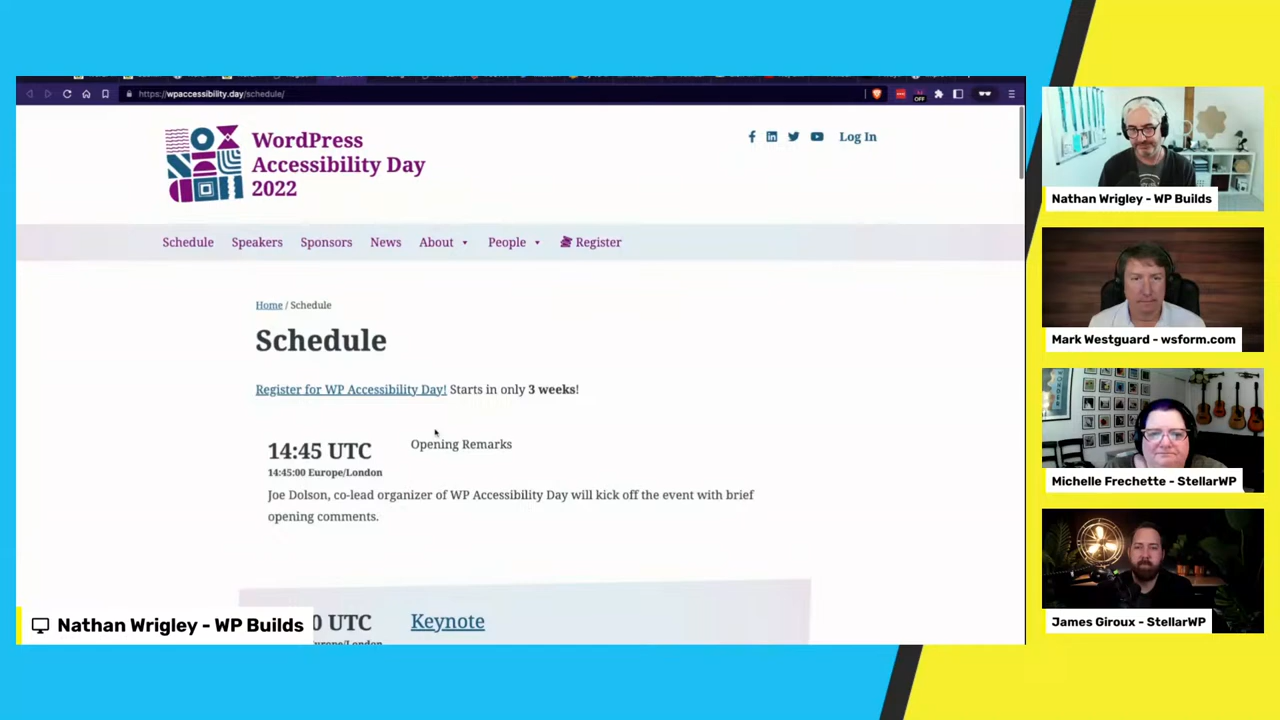 https://wpaccessibility.day/schedule/
OFF
WordPress
Accessibility Day
2022
Log In
Schedule
Speakers
Sponsors
News
About
People
Register
Home / Schedule
Schedule
Register for WP Accessibility Day! Starts in only 3 weeks!
14:45 UTC
Opening Remarks
14:45:00 Europe/London
Joe Dolson, co-lead organizer of WP Accessibility Day will kick off the event with brief
opening comments.
0 UTC
Keynote
Nathan Wrigley - WP Builds
Nathan Wrigley - WP Builds
Mark Westguard - wsform.com
Michelle Frechette - StellarWP
James Giroux - StellarWP